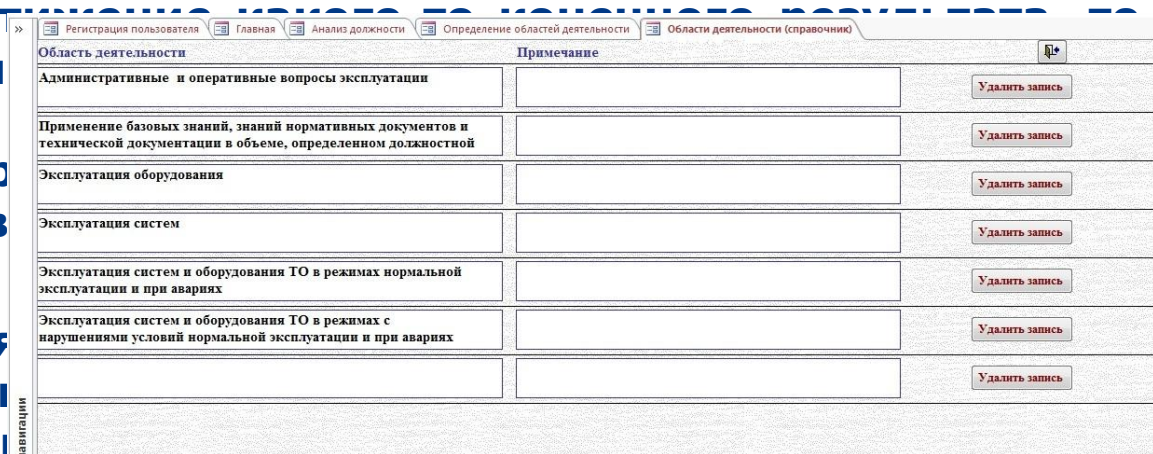 Регистрация пользователя Главная Анализ должности Определение областей деятельности Области деятельности (справочник)
Область деятельности Примечание
Административные и оперативные вопросы эксплуатации
Удалить запись
Применение базовых знаний, знаний нормативных документов и
технической документации в объеме, определенном должностной
Удалить запись
Эксплуатация оборудования
Удалить запись
Эксплуатация систем
Удалить запись
Эксплуатация систем и оборудования ТО в режимах нормальной
эксплуатации и при авариях
Удалить запись
Эксплуатация систем и оборудования ТО в режимах с
нарушениями условий нормальной эксплуатации и при авариях
Удалить запись
Удалить запись